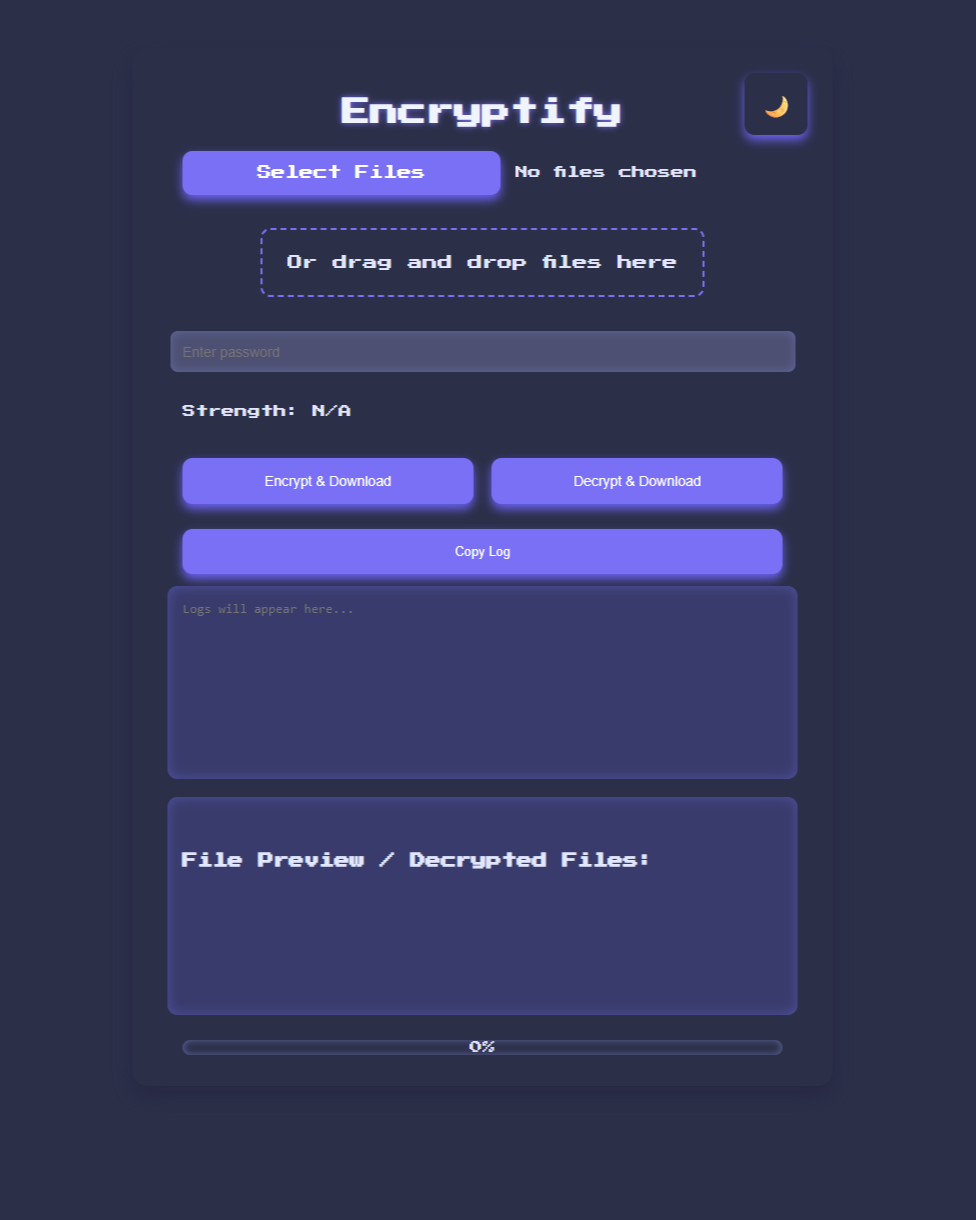 Encryptify
Select Files
No files chosen
Or drag and drop files here
Enter password
Strength: N/A
Encrypt & Download
Decrypt & Download
Copy Log
Logs will appear here...
File Preview / Decrypted Files:
0%